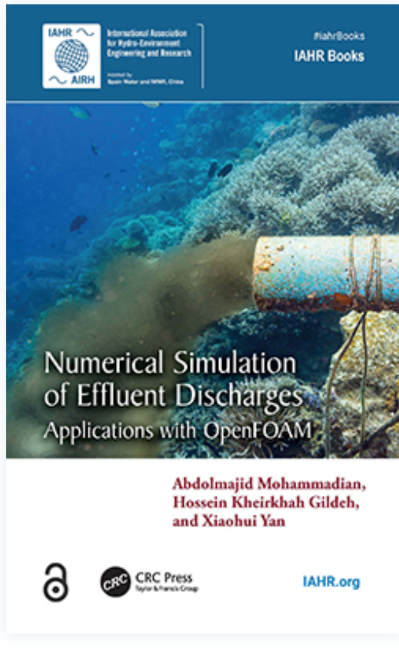 IAHR
AIRH
International Association
for Hydro-Environment
Engineering and Research
Hosted by
Spain Water and IWHR, China
#iahrBooks
IAHR Books
Numerical Simulation
of Effluent Discharges
Applications with OpenFOAM
Abdolmajid Mohammadian,
Hossein Kheirkhah Gildeh,
and Xiaohui Yan
CRC
CRC Press
Taylor & Francis Group
IAHR.org